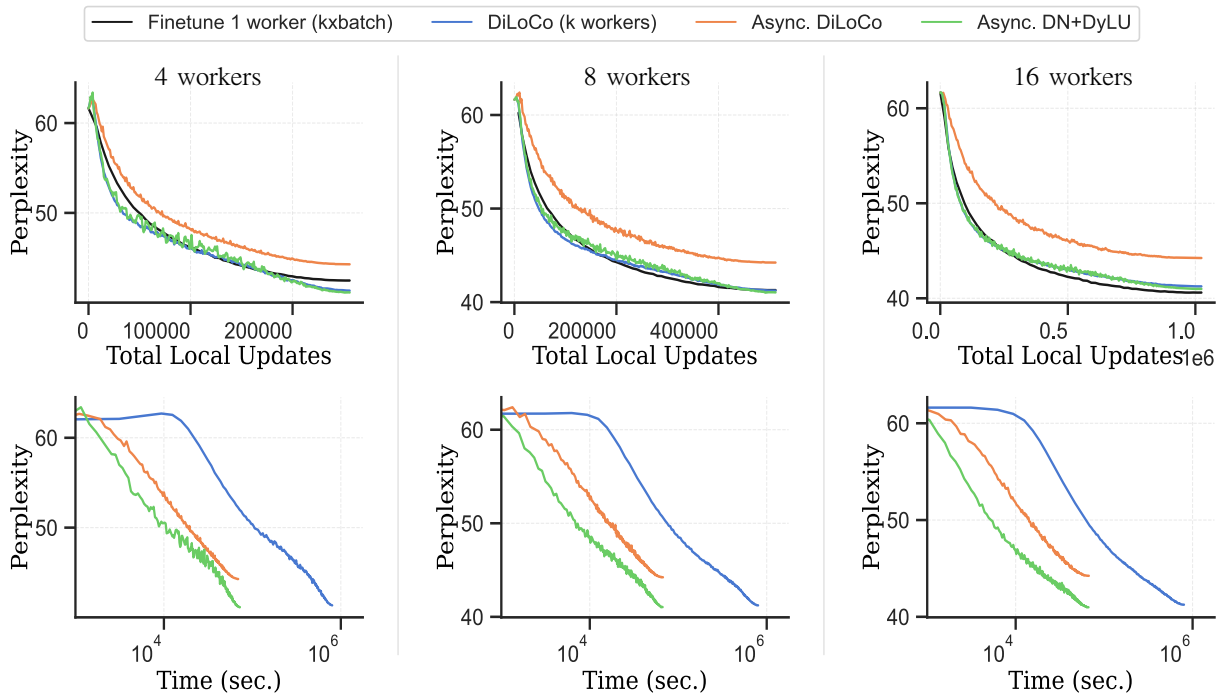 Finetune 1 worker (kxbatch) DiLoCo (k workers) Async. DiLoCo Async. DN+DyLU
4 workers 8 workers 16 workers
Perplexity
60
50
0 100000 200000
Total Local Updates
Perplexity
60
50
40
0 200000 400000
Total Local Updates
Perplexity
60
50
40
0.0 0.5 1.0
Total Local Updates 1e6
Perplexity
60
50
10^4 10^6
Time (sec.)
Perplexity
60
50
40
10^4 10^6
Time (sec.)
Perplexity
60
50
40
10^4 10^6
Time (sec.)